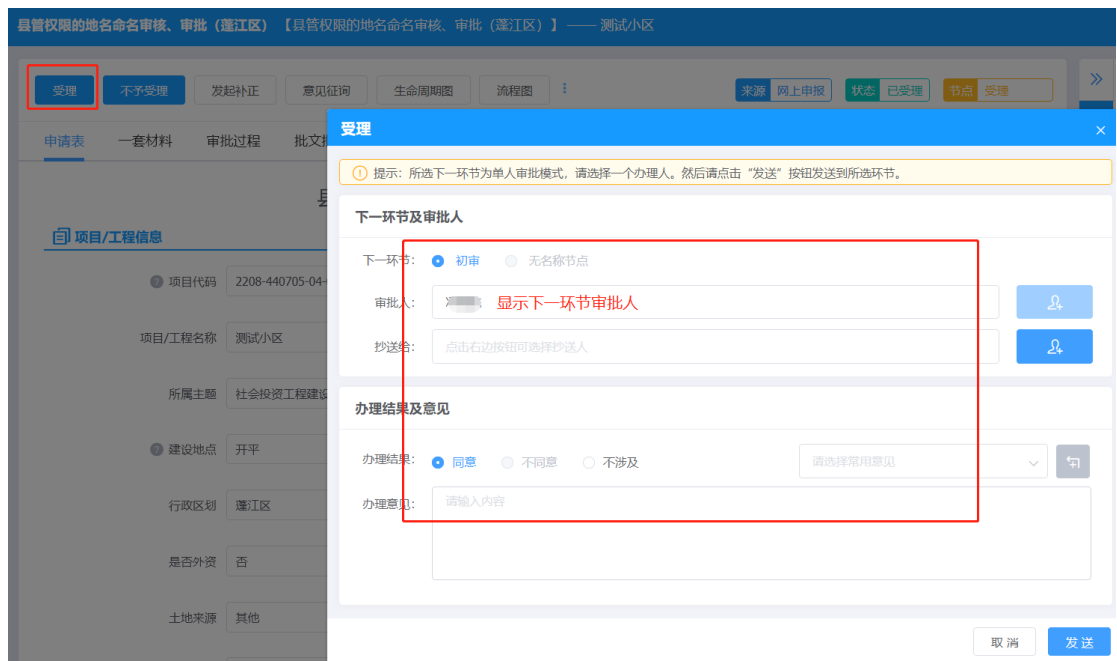 县管权限的地名命名审核、审批（蓬江区）【县管权限的地名命名审核、审批（蓬江区）】 —— 测试小区
受理 不予受理 发起补正 意见征询 生命周期图 流程图 来源 网上申报 状态 已受理 节点 受理
申请表 一套材料 审批过程
受理
提示：所选下一环节为单人审批模式，请选择一个办理人。然后请点击“发送”按钮发送到所选环节。
项目/工程信息
下一环节及审批人
下一环节： 初审 无名称节点
项目代码 2208-440705-04-
审批人： 显示下一环节审批人
项目/工程名称 测试小区
抄送给： 点击右边按钮可选择抄送人
所属主题 社会投资工程建设
办理结果及意见
建设地点 开平
办理结果： 同意 不同意 不涉及 请选择常用意见
行政区划 蓬江区
办理意见： 请输入内容
是否外资 否
土地来源 其他
取消 发送